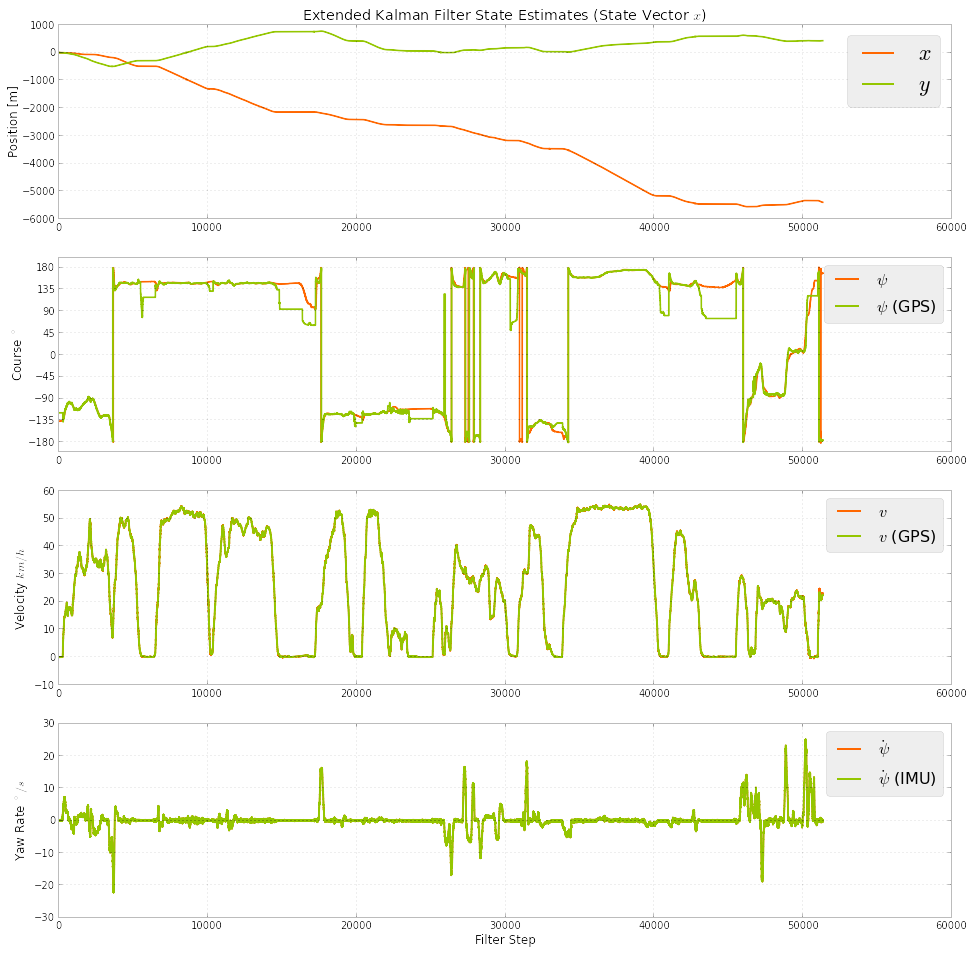 Extended Kalman Filter State Estimates (State Vector x)
1000
0
−1000
−2000
−3000
−4000
−5000
−6000
Position [m]
x
y
0 10000 20000 30000 40000 50000 60000
180
135
90
45
0
−45
−90
−135
−180
Course °
ψ
ψ (GPS)
0 10000 20000 30000 40000 50000 60000
60
50
40
30
20
10
0
−10
Velocity km/h
v
v (GPS)
0 10000 20000 30000 40000 50000 60000
30
20
10
0
−10
−20
−30
Yaw Rate °/s
ψ̇
ψ̇ (IMU)
0 10000 20000 30000 40000 50000 60000
Filter Step